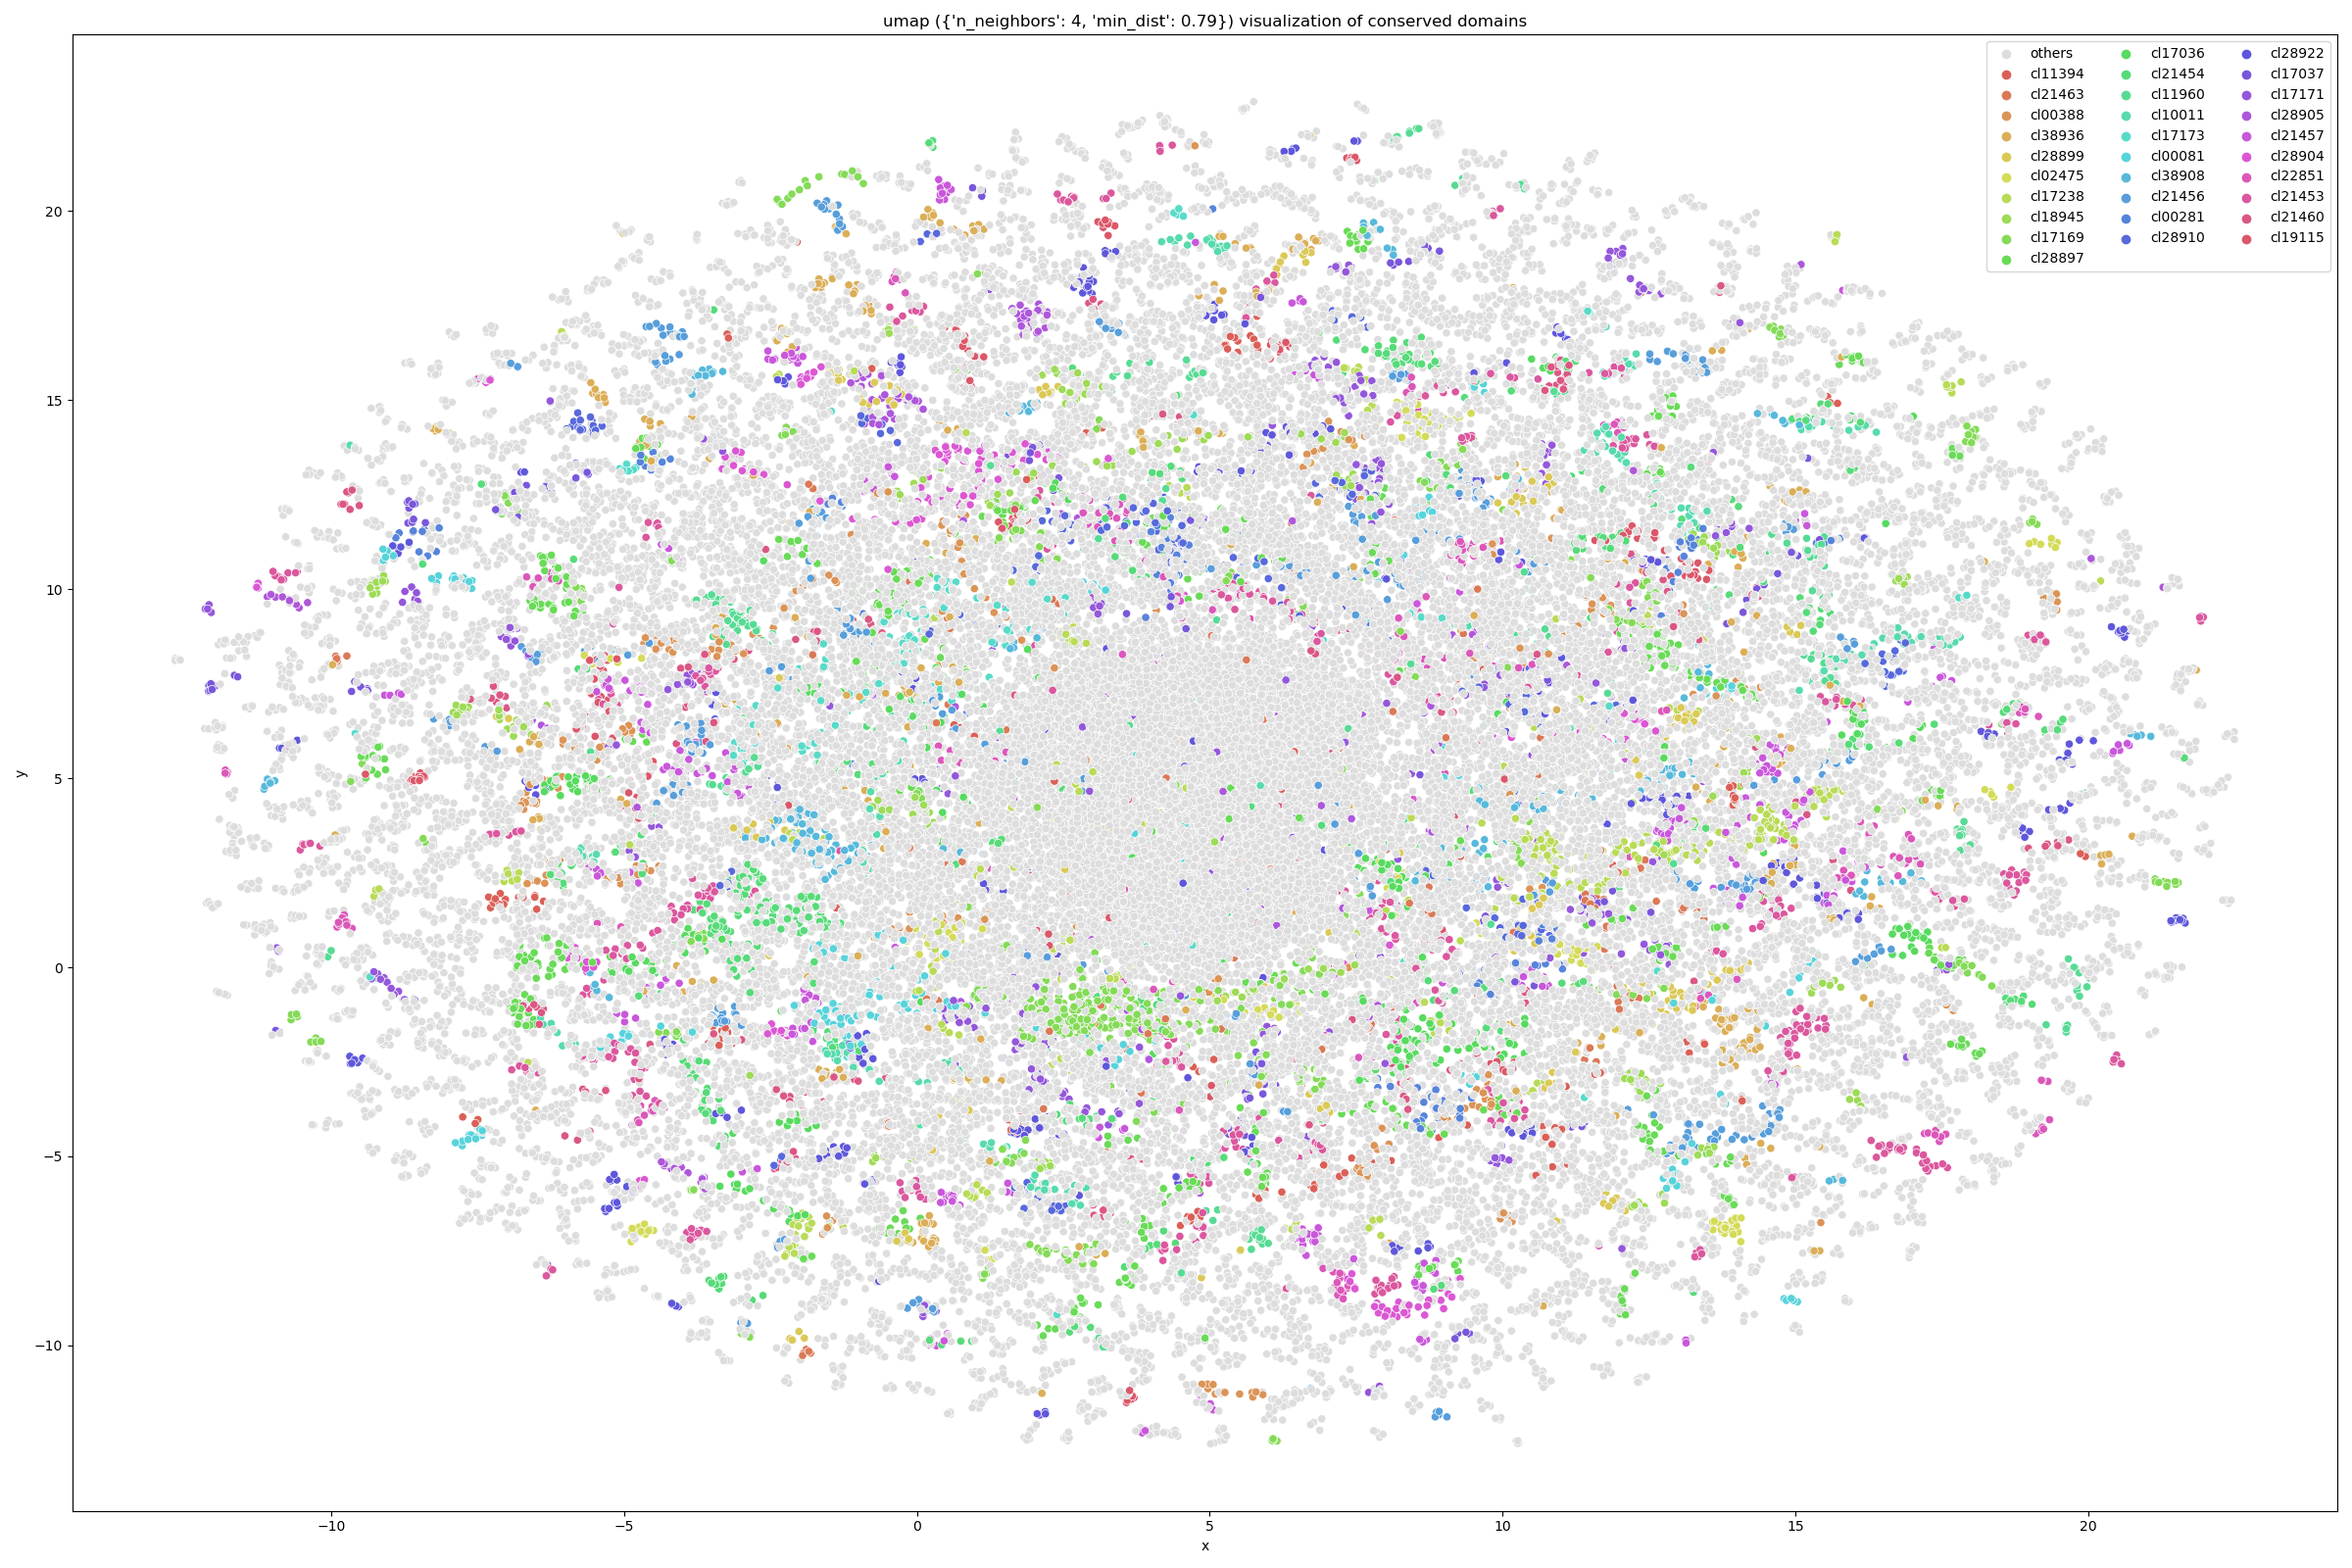 umap ({'n_neighbors': 4, 'min_dist': 0.79}) visualization of conserved domains
others
cl11394
cl21463
cl00388
cl38936
cl28899
cl02475
cl17238
cl18945
cl17169
cl28897
cl17036
cl21454
cl11960
cl10011
cl17173
cl00081
cl38908
cl21456
cl00281
cl28910
cl28922
cl17037
cl17171
cl28905
cl21457
cl28904
cl22851
cl21453
cl21460
cl19115
y
20
15
10
5
0
−5
−10
−10
−5
0
5
10
15
20
x